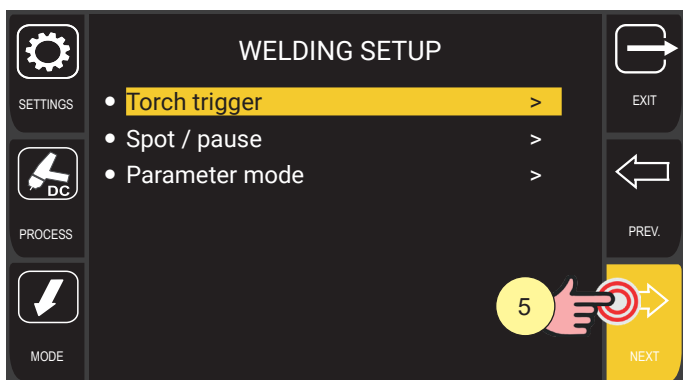 WELDING SETUP
SETTINGS
• Torch trigger >
EXIT
• Spot / pause >
• Parameter mode >
DC
PROCESS
PREV.
5
MODE
NEXT